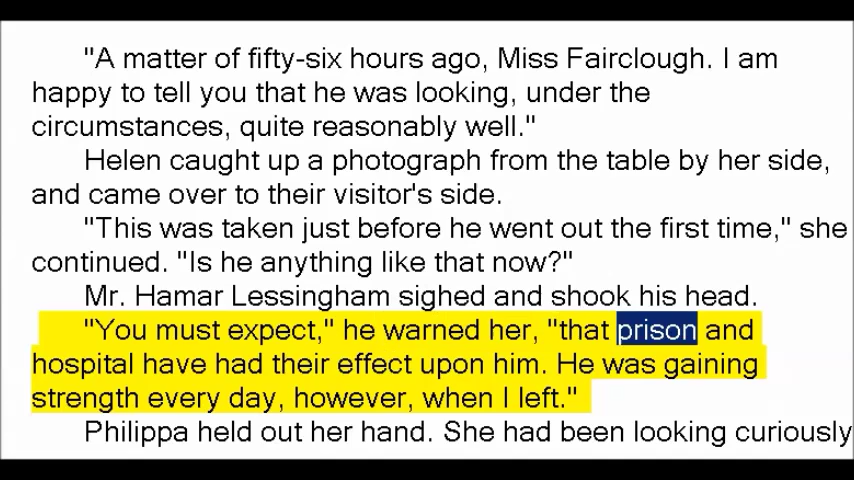 "A matter of fifty-six hours ago, Miss Fairclough. I am
happy to tell you that he was looking, under the
circumstances, quite reasonably well."
Helen caught up a photograph from the table by her side,
and came over to their visitor's side.
"This was taken just before he went out the first time," she
continued. "Is he anything like that now?"
Mr. Hamar Lessingham sighed and shook his head.
"You must expect," he warned her, "that prison and
hospital have had their effect upon him. He was gaining
strength every day, however, when I left."
Philippa held out her hand. She had been looking curiously